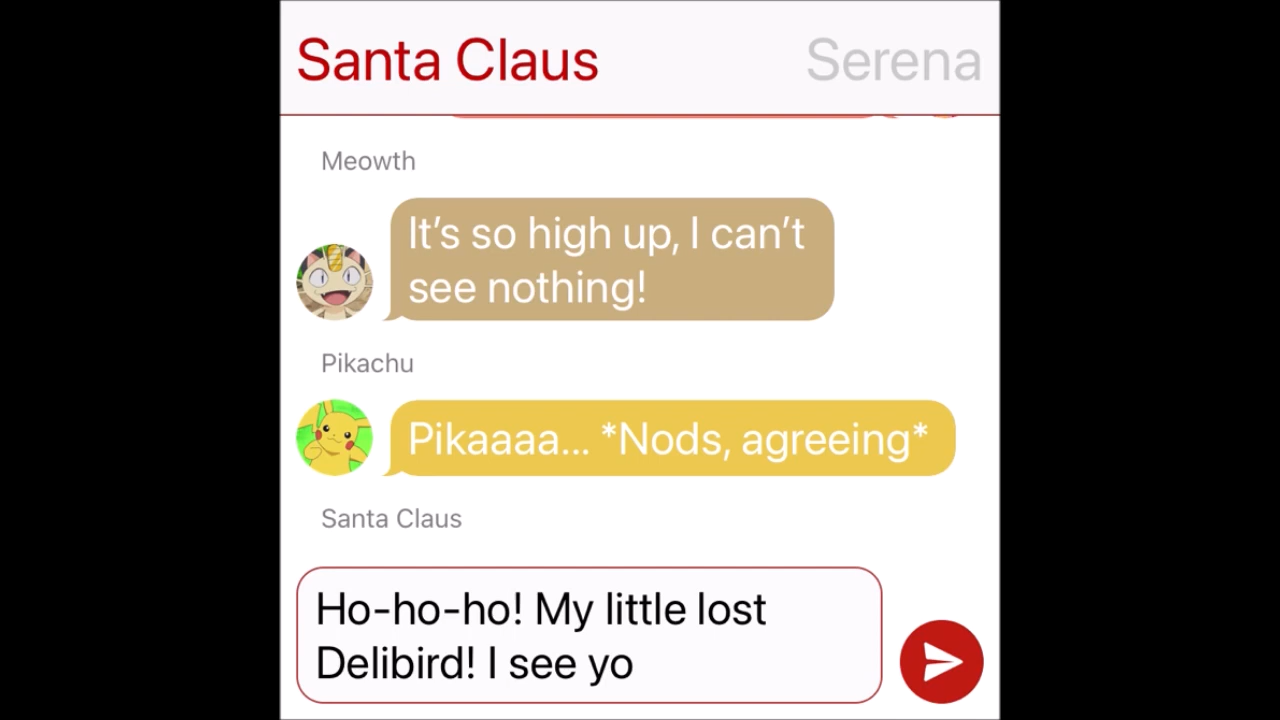 Santa Claus Serena
Meowth
It’s so high up, I can’t
see nothing!
Pikachu
Pikaaaa... *Nods, agreeing*
Santa Claus
Ho-ho-ho! My little lost
Delibird! I see yo